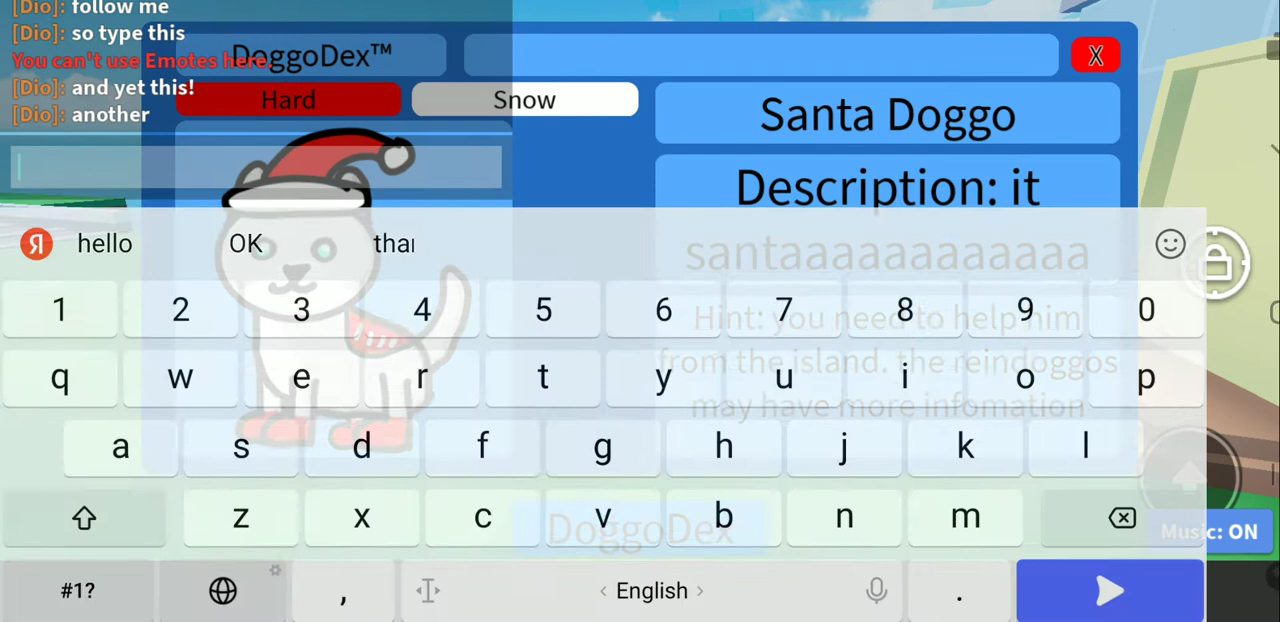 [Dio]: follow me
[Dio]: so type this
You can't use Emotes here.
[Dio]: and yet this!
[Dio]: another
DoggoDex™
X
Hard
Snow
Santa Doggo
Description: it
santaaaaaaaaaaaaa
Hint: you need to help him
from the island. the reindoggos
may have more infomation
DoggoDex
Music: ON
Я
hello
OK
thai
1 2 3 4 5 6 7 8 9 0
q w e r t y u i o p
a s d f g h j k l
z x c v b n m
#1?
,
English
.